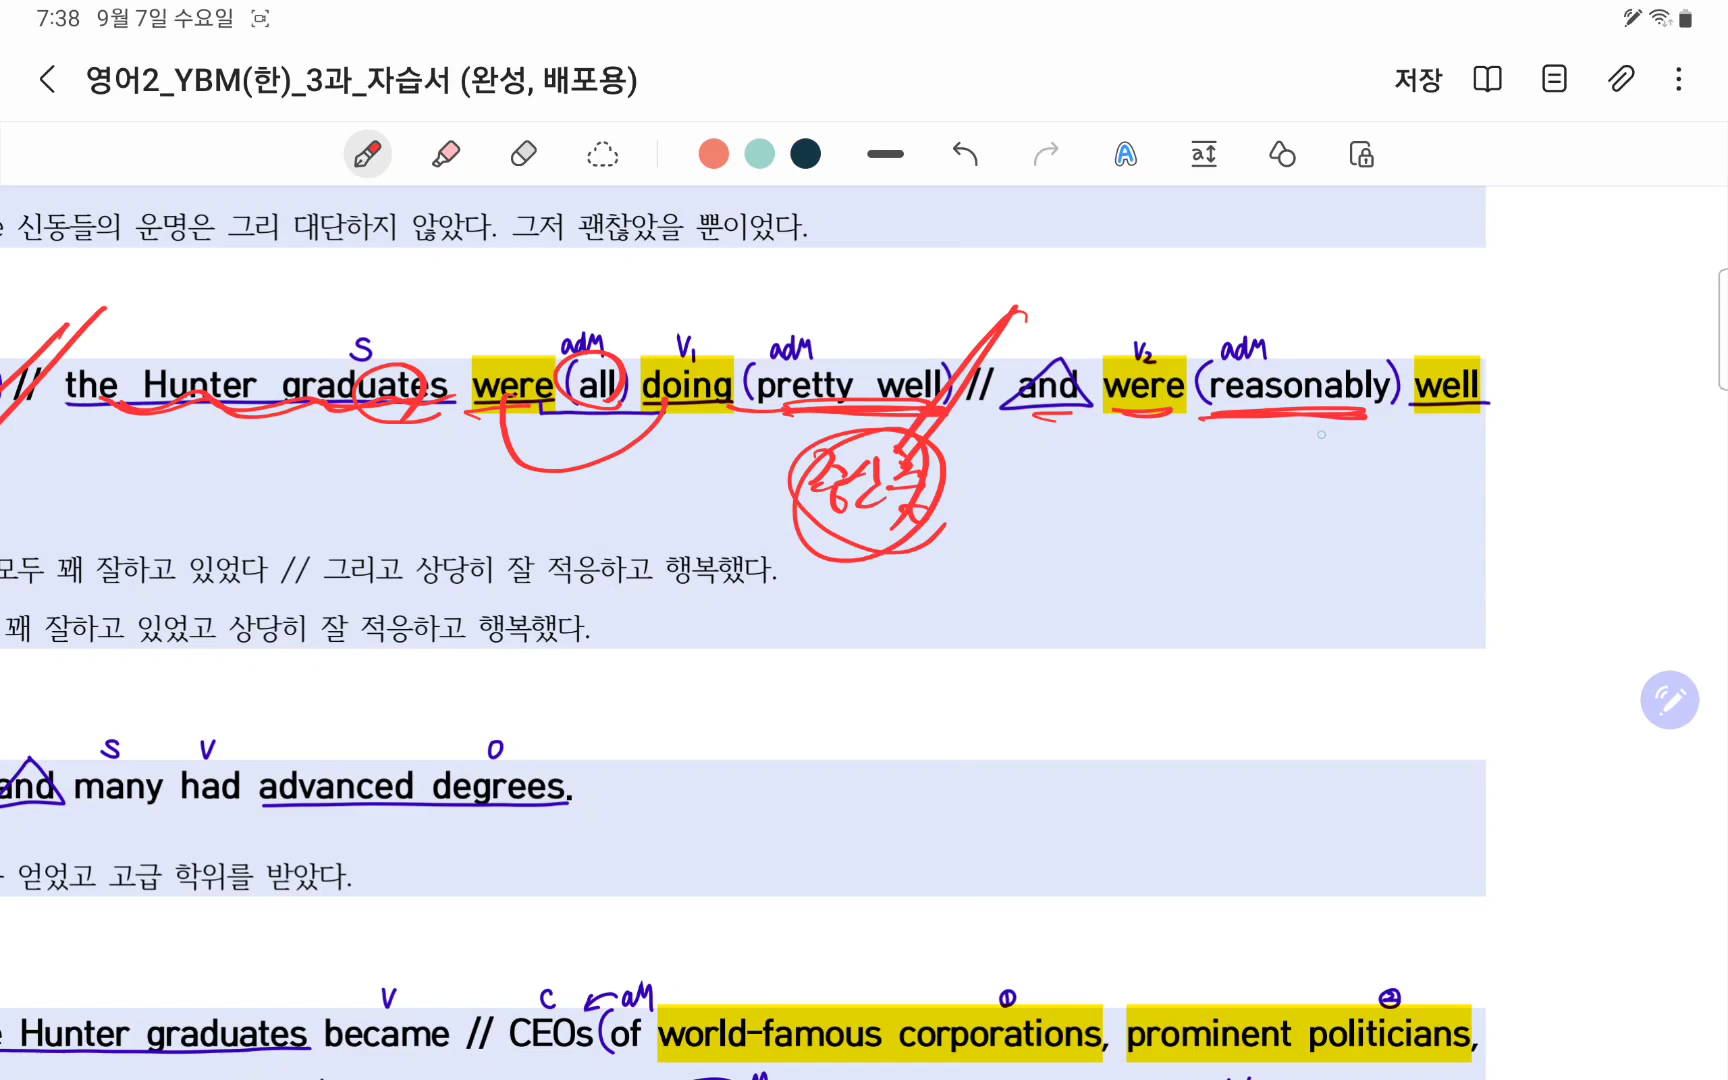 7:38 9월 7일 수요일
영어2_YBM(한)_3과_자습서 (완성, 배포용)
저장
신동들의 운명은 그리 대단하지 않았다. 그저 괜찮았을 뿐이었다.
S adM V₁ adM V₂ adM
// the Hunter graduates were (all) doing (pretty well) // and were (reasonably) well
모두 꽤 잘하고 있었다 // 그리고 상당히 잘 적응하고 행복했다.
꽤 잘하고 있었고 상당히 잘 적응하고 행복했다.
S V O
and many had advanced degrees.
얻었고 고급 학위를 받았다.
V C aM ① ②
Hunter graduates became // CEOs (of world-famous corporations, prominent politicians,